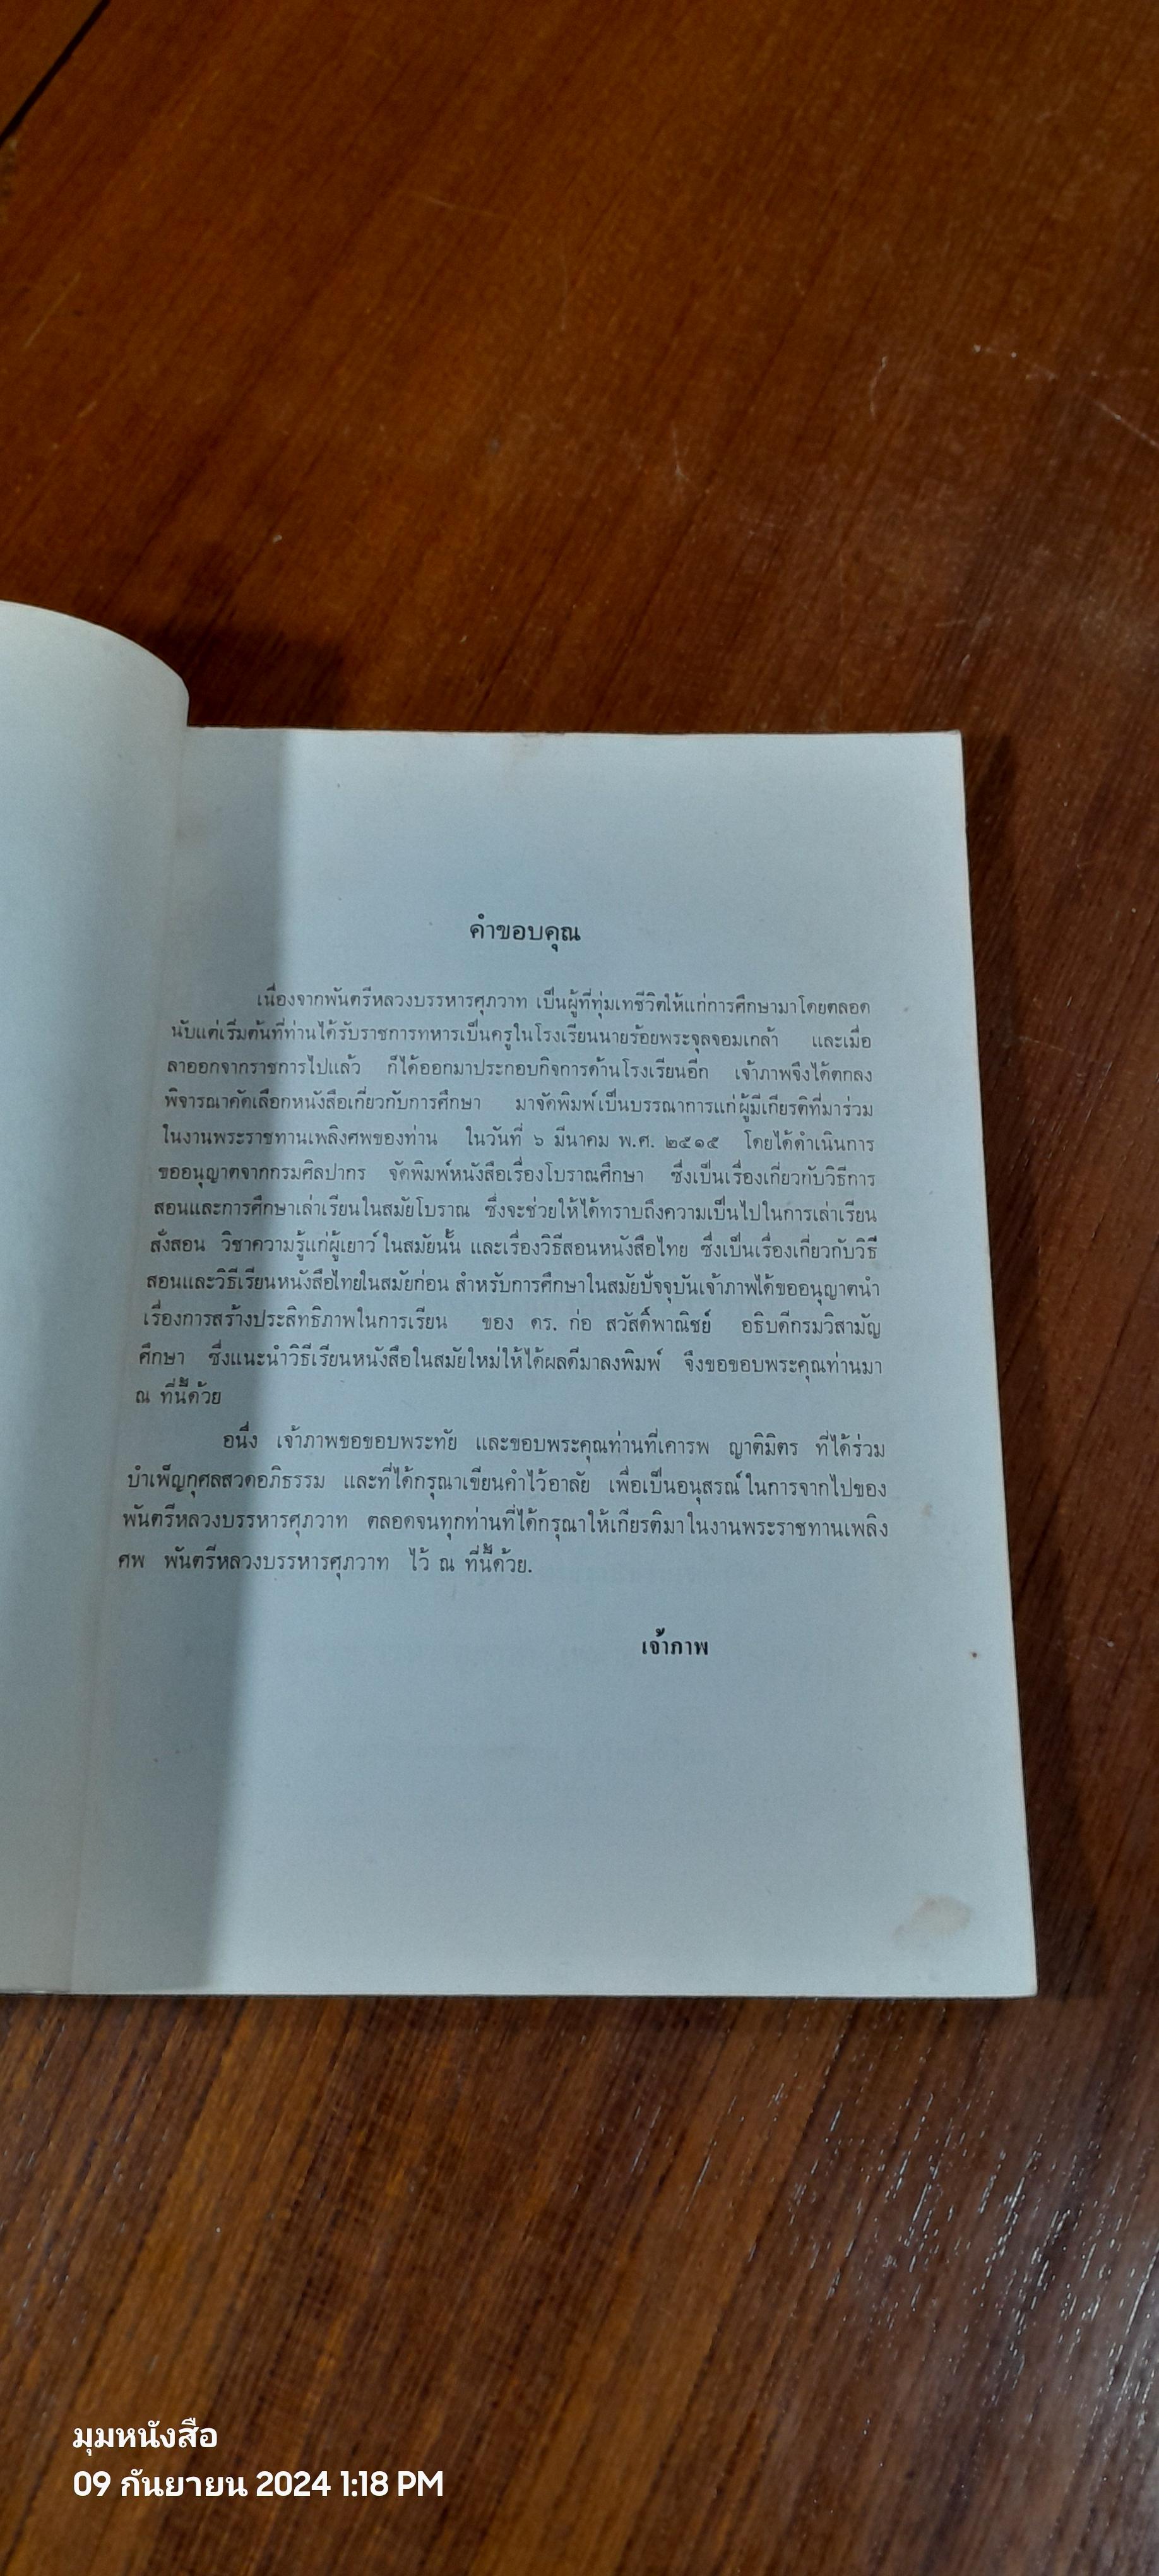 คำขอบคุณ
เนื่องจากพันตรีหลวงบรรหารศุภวาท เป็นผู้ที่ทุ่มเทชีวิตให้แก่การศึกษามาโดยตลอด
นับแต่เริ่มต้นที่ท่านได้รับราชการทหารเป็นครูในโรงเรียนนายร้อยพระจุลจอมเกล้า และเมื่อ
ลาออกจากราชการไปแล้ว ก็ได้ออกมาประกอบกิจการด้านโรงเรียนอีก เจ้าภาพจึงได้ตกลง
พิจารณาคัดเลือกหนังสือเกี่ยวกับการศึกษา มาจัดพิมพ์เป็นบรรณาการแก่ผู้มีเกียรติที่มาร่วม
ในงานพระราชทานเพลิงศพของท่าน ในวันที่ ๖ มีนาคม พ.ศ. ๒๕๑๕ โดยได้ดำเนินการ
ขออนุญาตจากกรมศิลปากร จัดพิมพ์หนังสือเรื่องโบราณศึกษา ซึ่งเป็นเรื่องเกี่ยวกับวิธีการ
สอนและการศึกษาเล่าเรียนในสมัยโบราณ ซึ่งจะช่วยให้ได้ทราบถึงความเป็นไปในการเล่าเรียน
สั่งสอน วิชาความรู้แก่ผู้เยาว์ในสมัยนั้น และเรื่องวิธีสอนหนังสือไทย ซึ่งเป็นเรื่องเกี่ยวกับวิธี
สอนและวิธีเรียนหนังสือไทยในสมัยก่อน สำหรับการศึกษาในสมัยปัจจุบันเจ้าภาพได้ขออนุญาตนำ
เรื่องการสร้างประสิทธิภาพในการเรียน ของ ดร. ก่อ สวัสดิ์พาณิชย์ อธิบดีกรมวิสามัญ
ศึกษา ซึ่งแนะนำวิธีเรียนหนังสือในสมัยใหม่ให้ได้ผลดีมาลงพิมพ์ จึงขอขอบพระคุณท่านมา
ณ ที่นี้ด้วย
อนึ่ง เจ้าภาพขอขอบพระทัย และขอบพระคุณท่านที่เคารพ ญาติมิตร ที่ได้ร่วม
บำเพ็ญกุศลสวดอภิธรรม และที่ได้กรุณาเขียนคำไว้อาลัย เพื่อเป็นอนุสรณ์ในการจากไปของ
พันตรีหลวงบรรหารศุภวาท ตลอดจนทุกท่านที่ได้กรุณาให้เกียรติมาในงานพระราชทานเพลิง
ศพ พันตรีหลวงบรรหารศุภวาท ไว้ ณ ที่นี้ด้วย.
เจ้าภาพ
มุมหนังสือ
09 กันยายน 2024 1:18 PM